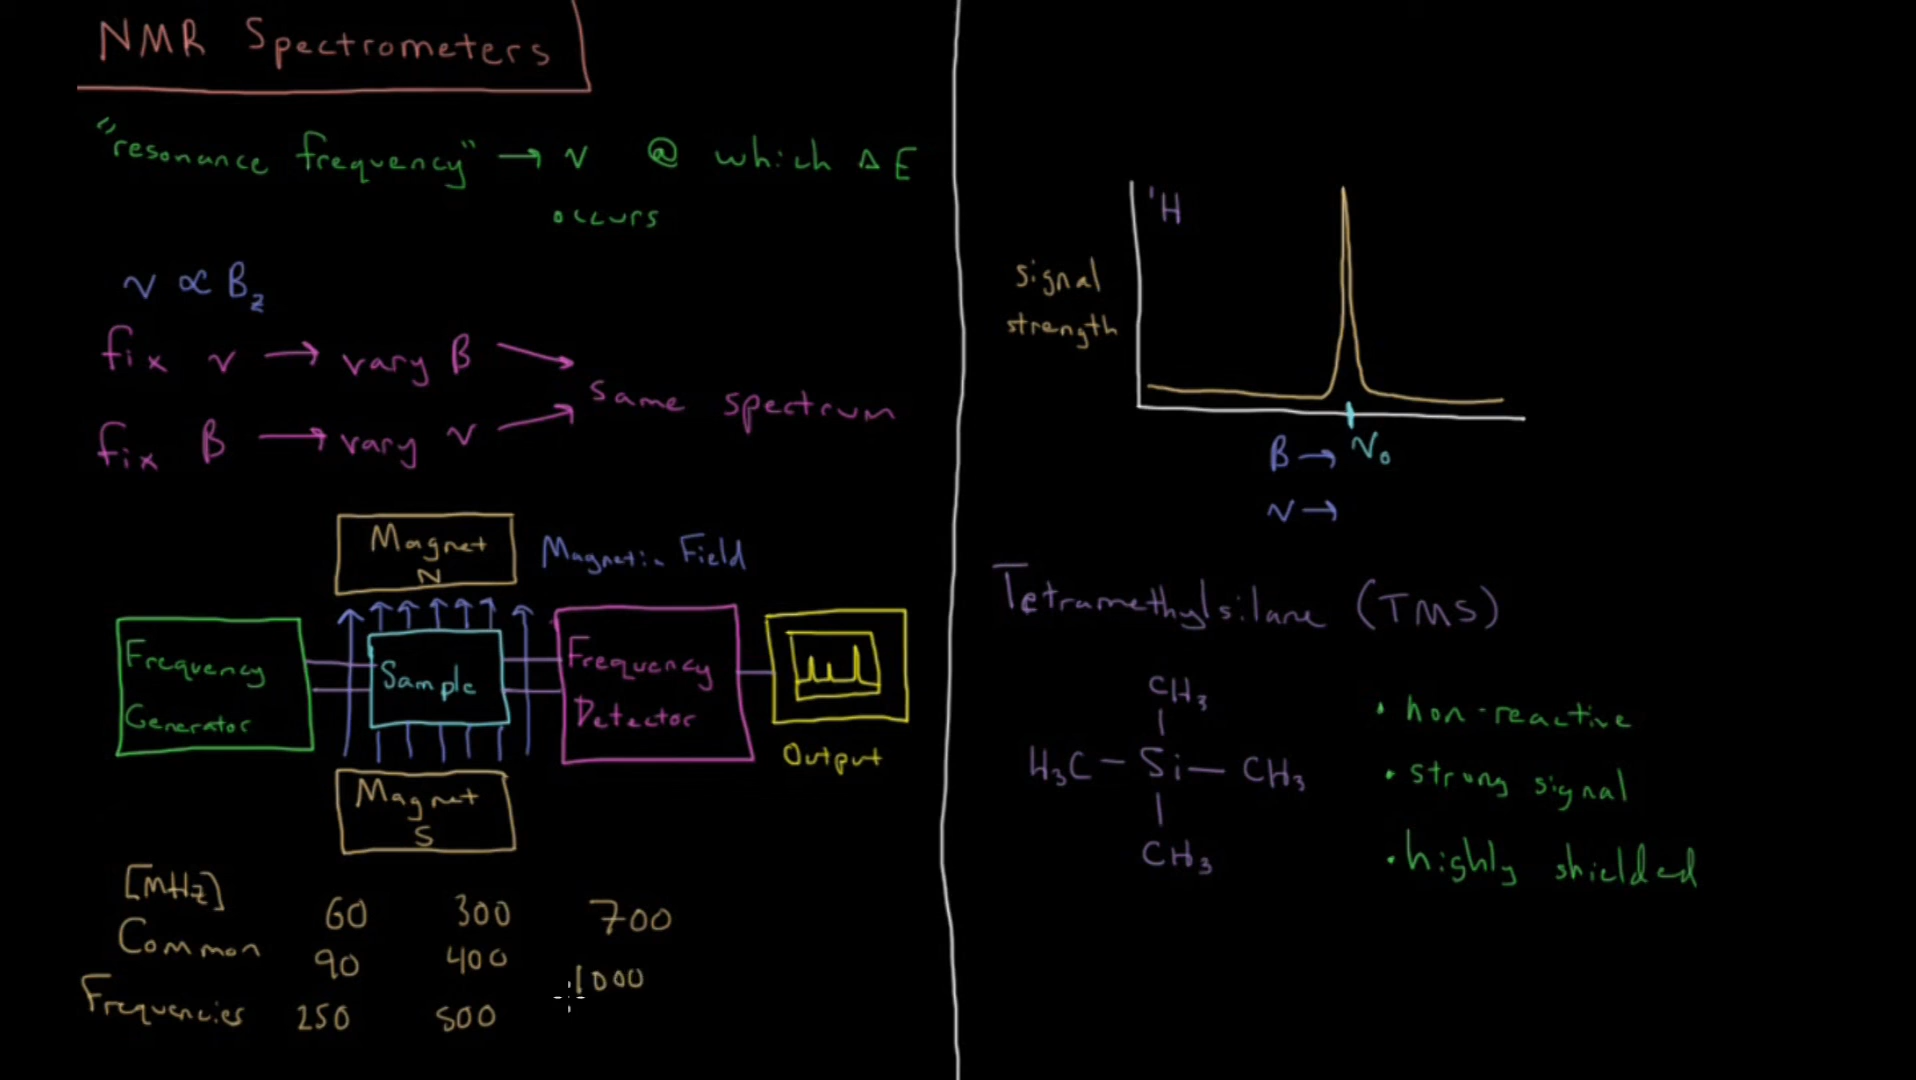 NMR Spectrometers
"resonance frequency" → ν @ which ΔE
occurs
ν ∝ Bz
fix ν → vary B
same spectrum
fix B → vary ν
Magnet
N
Magnetic Field
Frequency
Generator
Sample
Frequency
Detector
Output
Magnet
S
[MHz]
Common
Frequencies
60 300 700
90 400 1000
250 500
¹H
signal
strength
B → ν₀
ν →
Tetramethylsilane (TMS)
CH₃
H₃C - Si - CH₃
CH₃
• non-reactive
• strong signal
• highly shielded